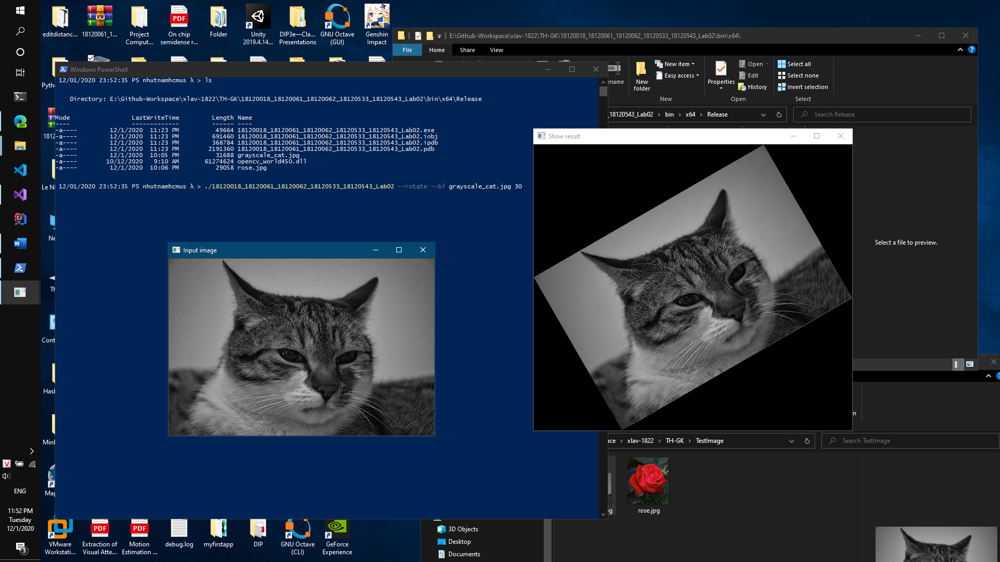 editdistanc...
18120061_1...
Project
Comput...
On chip
semidense r...
Folder
Unity
2019.4.14...
DIP3e—Cla...
Presentations
GNU Octave
(GUI)
Genshin
Impact
E:\Github-Workspace\xlav-1822\TH-GK\18120018_18120061_18120062_18120533_18120543_Lab02\bin\x64\
File Home Share View
ename
New
folder
New item
Easy access
New
Properties
Open
Edit
History
Open
Select all
Select none
Invert selection
Select
_18120543_Lab02 > bin > x64 > Release
Search Release
Select a file to preview.
Windows PowerShell
12/01/2020 23:52:35 PS nhutnamhcmus λ > ls
Directory: E:\Github-Workspace\xlav-1822\TH-GK\18120018_18120061_18120062_18120533_18120543_Lab02\bin\x64\Release
Mode LastWriteTime Length Name
---- ------------- ------ ----
-a---- 12/1/2020 11:23 PM 49664 18120018_18120061_18120062_18120533_18120543_Lab02.exe
-a---- 12/1/2020 11:23 PM 691460 18120018_18120061_18120062_18120533_18120543_Lab02.iobj
-a---- 12/1/2020 11:23 PM 368784 18120018_18120061_18120062_18120533_18120543_Lab02.ipdb
-a---- 12/1/2020 11:23 PM 2191360 18120018_18120061_18120062_18120533_18120543_Lab02.pdb
-a---- 12/1/2020 10:05 PM 31688 grayscale_cat.jpg
-a---- 10/12/2020 9:10 AM 61274624 opencv_world450.dll
-a---- 12/1/2020 10:06 PM 29058 rose.jpg
12/01/2020 23:52:35 PS nhutnamhcmus λ > ./18120018_18120061_18120062_18120533_18120543_Lab02 --rotate --bl grayscale_cat.jpg 30
Show result
Input image
Pyth
1812
Le N
Ne
Th
Cont
Hask
MinE
Map
ace > xlav-1822 > TH-GK > TestImage
Search TestImage
n
pg
rose.jpg
3D Objects
Desktop
Documents
ENG
11:52 PM
Tuesday
12/1/2020
3
VMware
Workstati...
Extraction of
Visual Atte...
Motion
Estimation ...
debug.log
myfirstapp
DIP
GNU Octave
(CLI)
GeForce
Experience